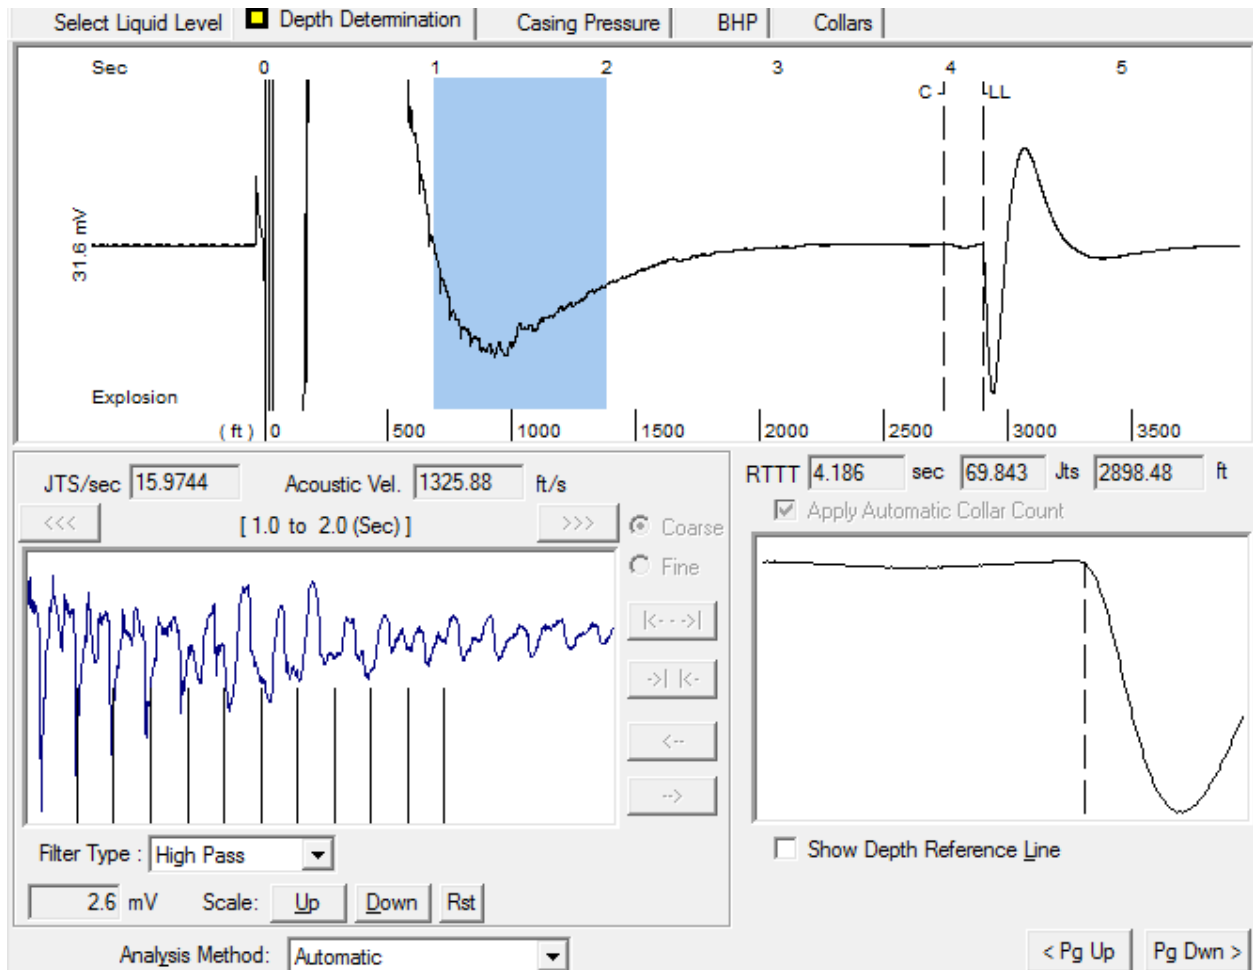 Select Liquid Level Depth Determination Casing Pressure BHP Collars
Sec 0 1 2 3 4 5
C LL
31.6 mV
Explosion
( ft ) 0 500 1000 1500 2000 2500 3000 3500
JTS/sec 15.9744 Acoustic Vel. 1325.88 ft/s
<<< [ 1.0 to 2.0 (Sec) ] >>>
Coarse
Fine
|<- - ->|
->| |<-
<--
-->
Filter Type : High Pass
2.6 mV Scale: Up Down Rst
Analysis Method: Automatic
RTTT 4.186 sec 69.843 Jts 2898.48 ft
Apply Automatic Collar Count
Show Depth Reference Line
< Pg Up Pg Dwn >